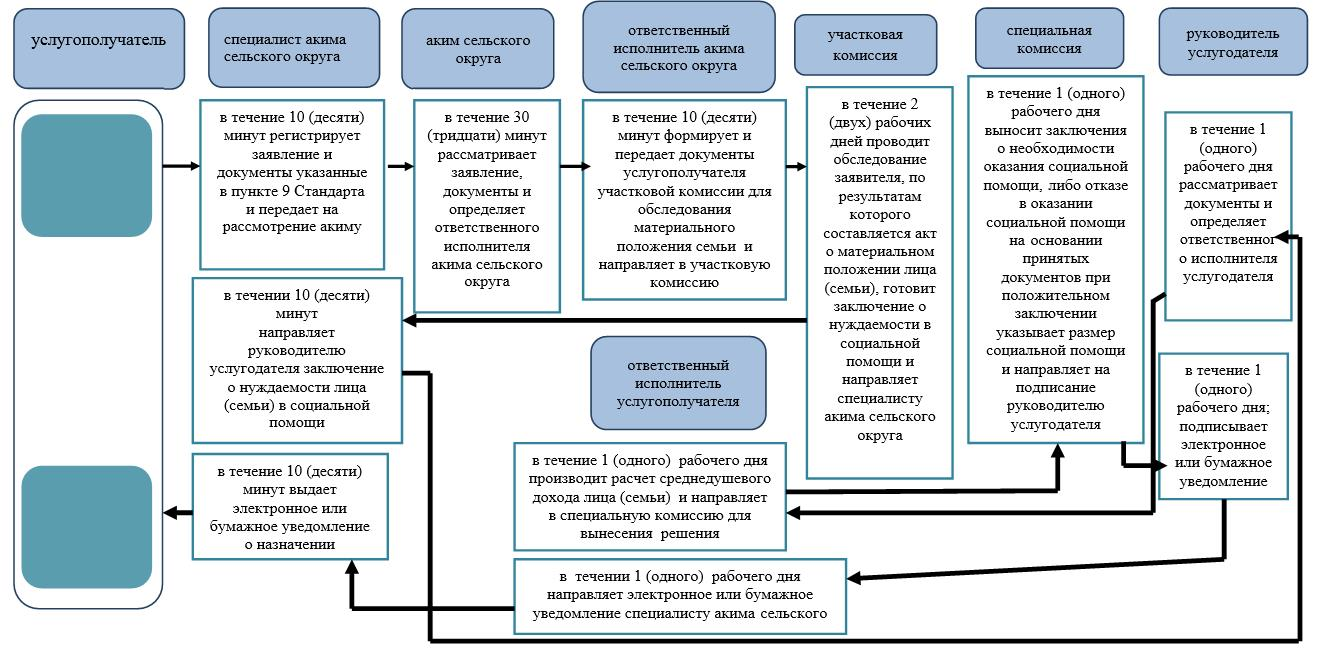 услугополучатель
специалист акима
сельского округа
аким сельского
округа
ответственный
исполнитель акима
сельского округа
участковая
комиссия
специальная
комиссия
руководитель
услугодателя
в течение 10 (десяти)
минут регистрирует
заявление и
документы указанные
в пункте 9 Стандарта
и передает на
рассмотрение акиму
в течение 30
(тридцати) минут
рассматривает
заявление,
документы и
определяет
ответственного
исполнителя
акима сельского
округа
в течение 10 (десяти)
минут формирует и
передает документы
услугополучателя
участковой комиссии для
обследования
материального
положения семьи и
направляет в участковую
комиссию
в течение 2
(двух) рабочих
дней проводит
обследование
заявителя, по
результатам
которого
составляется акт
о материальном
положении лица
(семьи), готовит
заключение о
нуждаемости в
социальной
помощи и
направляет
специалисту
акима сельского
округа
в течение 1 (одного)
рабочего дня
выносит заключения
о необходимости
оказания социальной
помощи, либо отказе
в оказании
социальной помощи
на основании
принятых
документов при
положительном
заключении
указывает размер
социальной помощи
и направляет на
подписание
руководителю
услугодателя
в течение 1
(одного)
рабочего дня
рассматривает
документы и
определяет
ответственног
о исполнителя
услугодателя
в течении 10 (десяти)
минут
направляет
руководителю
услугодателя заключение
о нуждаемости лица
(семьи) в социальной
помощи
ответственный
исполнитель
услугополучателя
в течение 1
(одного)
рабочего дня;
подписывает
электронное
или бумажное
уведомление
в течение 10 (десяти)
минут выдает
электронное или
бумажное уведомление
о назначении
в течение 1 (одного) рабочего дня
производит расчет среднедушевого
дохода лица (семьи) и направляет
в специальную комиссию для
вынесения решения
в течении 1 (одного) рабочего дня
направляет электронное или бумажное
уведомление специалисту акима сельского